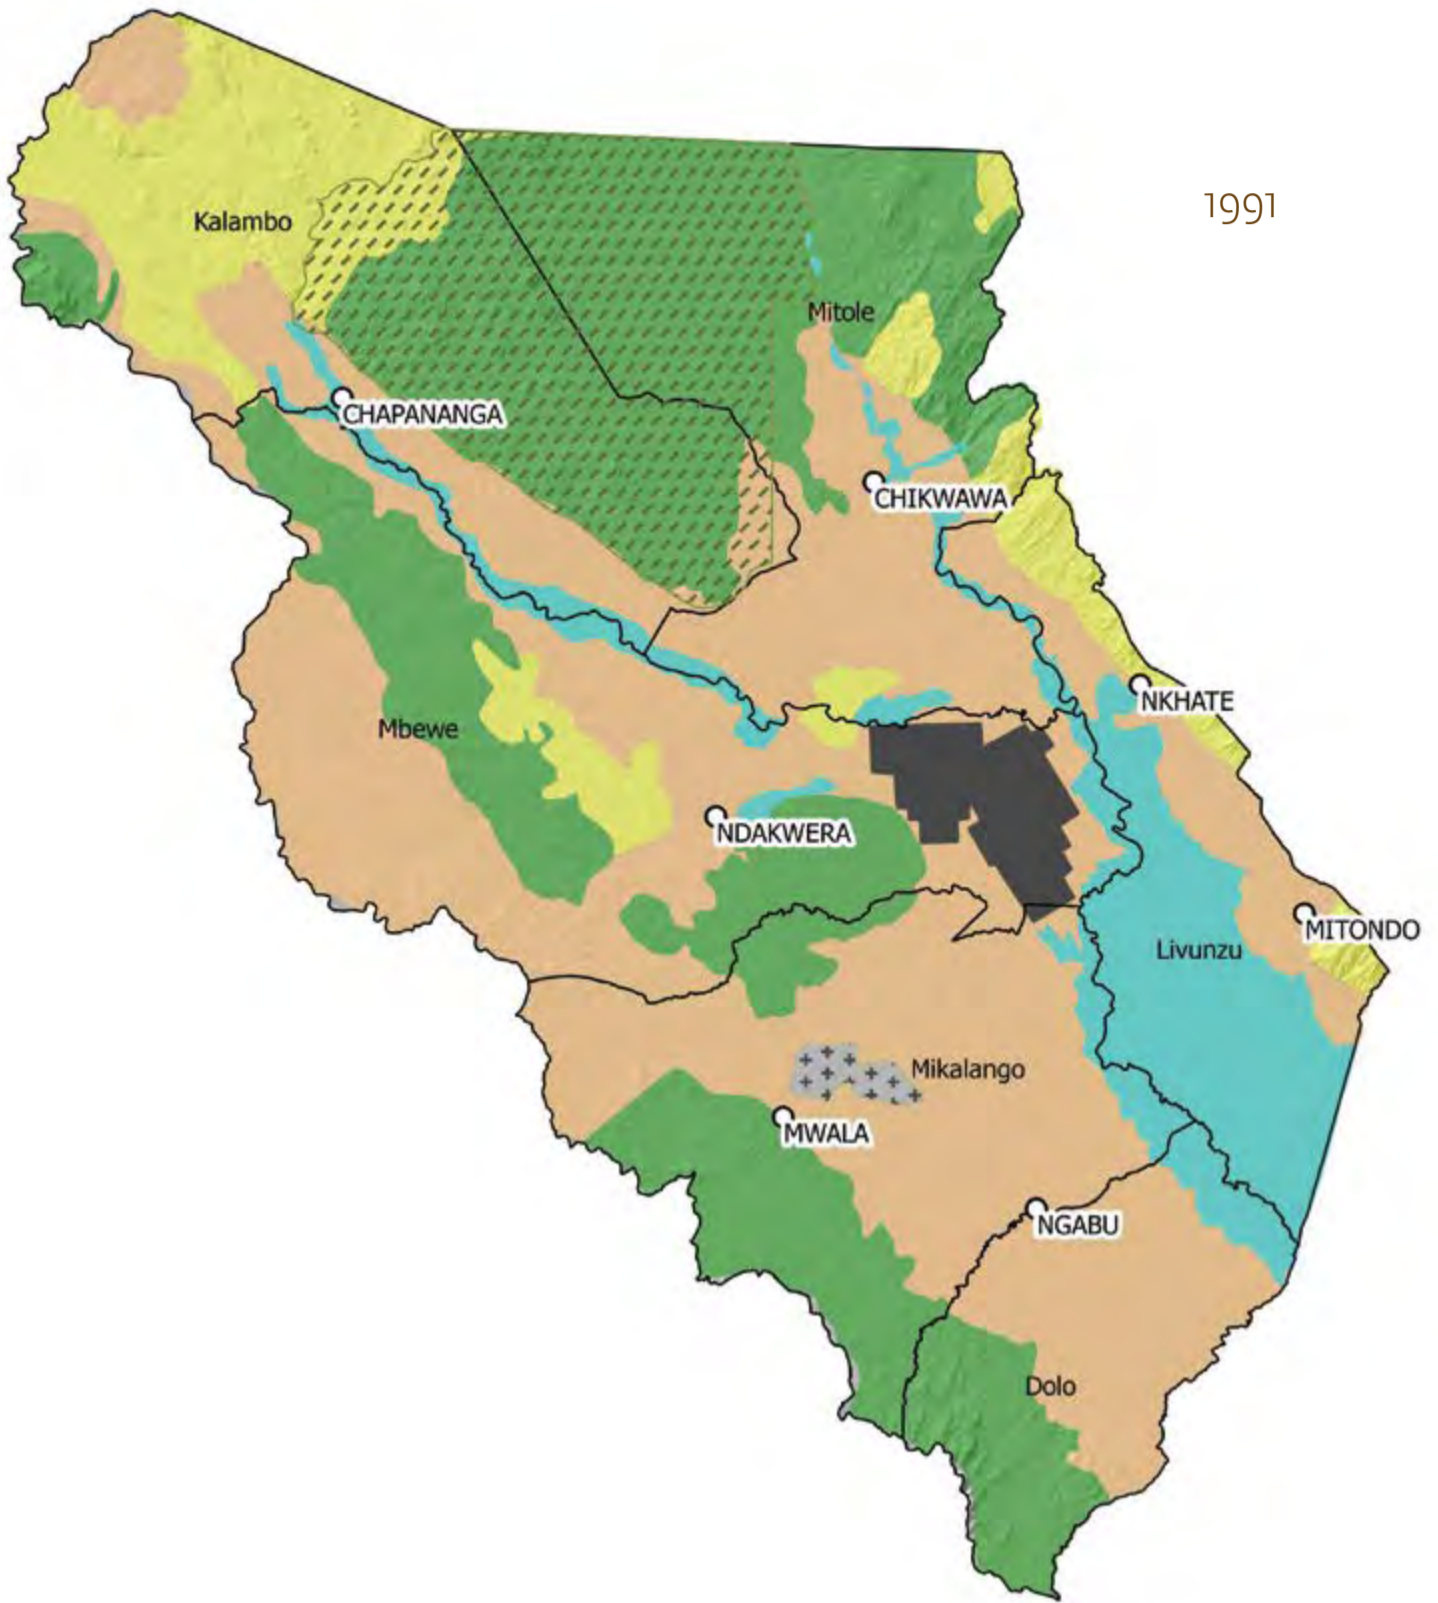 1991
Kalambo
Mitole
CHAPANANGA
CHIKWAWA
NKHATE
Mbewe
NDAKWERA
MITONDO
Livunzu
Mikalango
MWALA
NGABU
Dolo